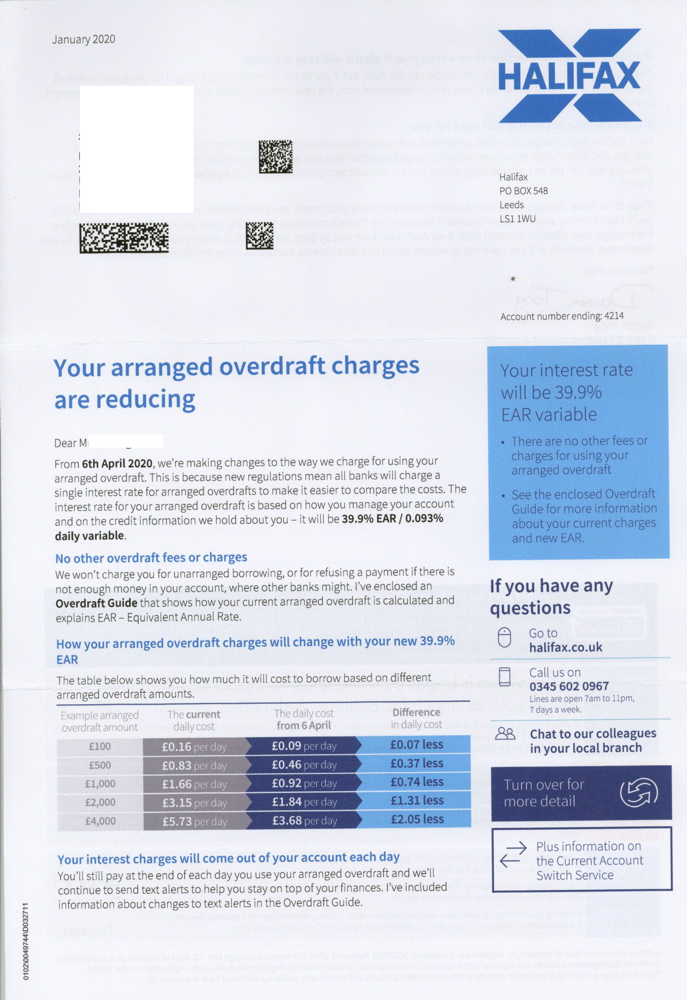 January 2020
HALIFAX
Halifax
PO BOX 548
Leeds
LS1 1WU
Account number ending: 4214
Your arranged overdraft charges
are reducing
Dear M
From 6th April 2020, we're making changes to the way we charge for using your
arranged overdraft. This is because new regulations mean all banks will charge a
single interest rate for arranged overdrafts to make it easier to compare the costs. The
interest rate for your arranged overdraft is based on how you manage your account
and on the credit information we hold about you – it will be 39.9% EAR / 0.093%
daily variable.
No other overdraft fees or charges
We won't charge you for unarranged borrowing, or for refusing a payment if there is
not enough money in your account, where other banks might. I've enclosed an
Overdraft Guide that shows how your current arranged overdraft is calculated and
explains EAR – Equivalent Annual Rate.
How your arranged overdraft charges will change with your new 39.9%
EAR
The table below shows you how much it will cost to borrow based on different
arranged overdraft amounts.
Example arranged overdraft amount The current daily cost The daily cost from 6 April Difference in daily cost
£100 £0.16 per day £0.09 per day £0.07 less
£500 £0.83 per day £0.46 per day £0.37 less
£1,000 £1.66 per day £0.92 per day £0.74 less
£2,000 £3.15 per day £1.84 per day £1.31 less
£4,000 £5.73 per day £3.68 per day £2.05 less
Your interest charges will come out of your account each day
You'll still pay at the end of each day you use your arranged overdraft and we'll
continue to send text alerts to help you stay on top of your finances. I've included
information about changes to text alerts in the Overdraft Guide.
Your interest rate
will be 39.9%
EAR variable
• There are no other fees or
charges for using your
arranged overdraft
• See the enclosed Overdraft
Guide for more information
about your current charges
and new EAR.
If you have any
questions
Go to
halifax.co.uk
Call us on
0345 602 0967
Lines are open 7am to 11pm,
7 days a week.
Chat to our colleagues
in your local branch
Turn over for
more detail
Plus information on
the Current Account
Switch Service
0102\0049744\D032711